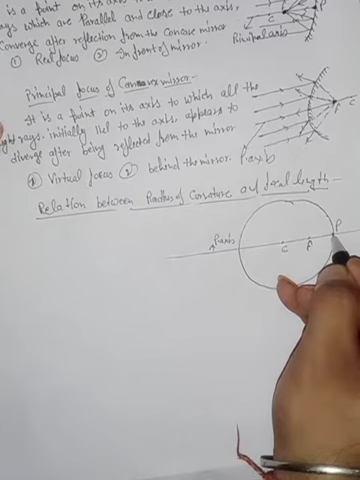 is a point on its axis
rays which are Parallel and close to the axis,
Converge after reflection from the Concave mirror
① Real focus ② In front of mirror.
C
P
Principal axis
Principal focus of Convex mirror -
It is a point on its axis to which all the
light rays, initially llel to the axis, appears to
diverge after being reflected from the mirror
① Virtual focus ② behind the mirror.
P
F
P.axis
Relation between Radius of Curvature and focal length -
P.axis
C
F
P